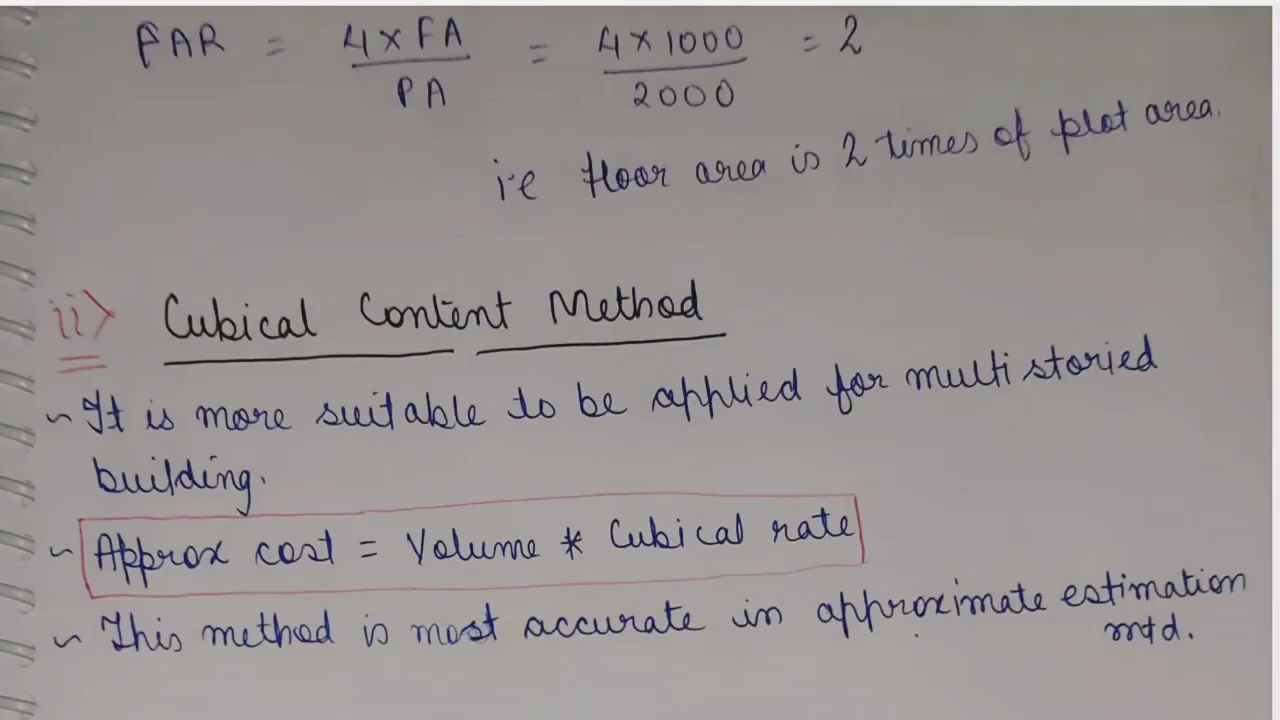 FAR = 4×FA / PA = 4×1000 / 2000 = 2
i.e floor area is 2 times of plot area.
ii) Cubical Content Method
~ It is more suitable to be applied for multi storied
building.
~ Approx cost = Volume * Cubical rate
~ This method is most accurate in approximate estimation
mtd.